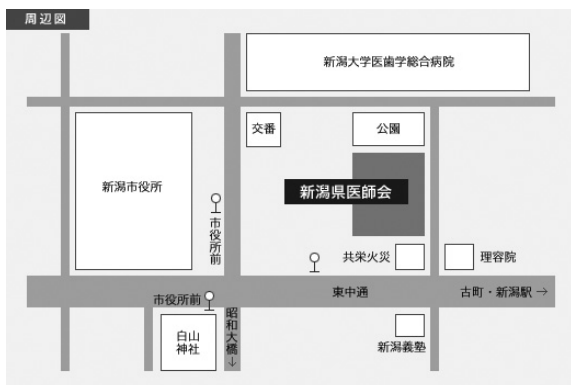 周辺図
新潟大学医歯学総合病院
交番
公園
新潟市役所
新潟県医師会
市役所前
共栄火災
理容院
市役所前
東中通
古町・新潟駅→
昭和大橋→
白山
神社
新潟義塾